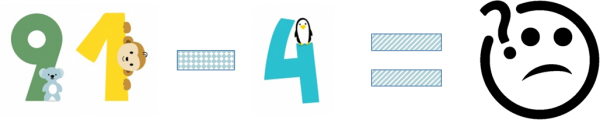 91 - 4 = ?